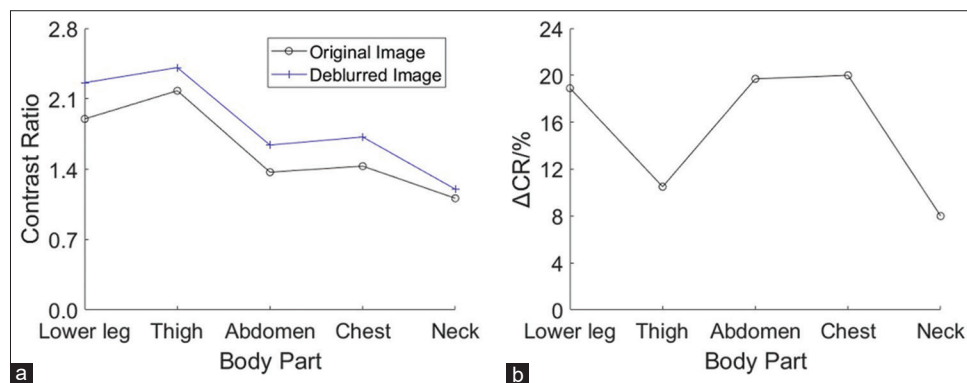 2.8
2.1
1.4
0.7
0.0
Contrast Ratio
Original Image
Deblurred Image
Lower leg Thigh Abdomen Chest Neck
Body Part
a
24
20
16
12
8
4
0
ΔCR/%
Lower leg Thigh Abdomen Chest Neck
Body Part
b